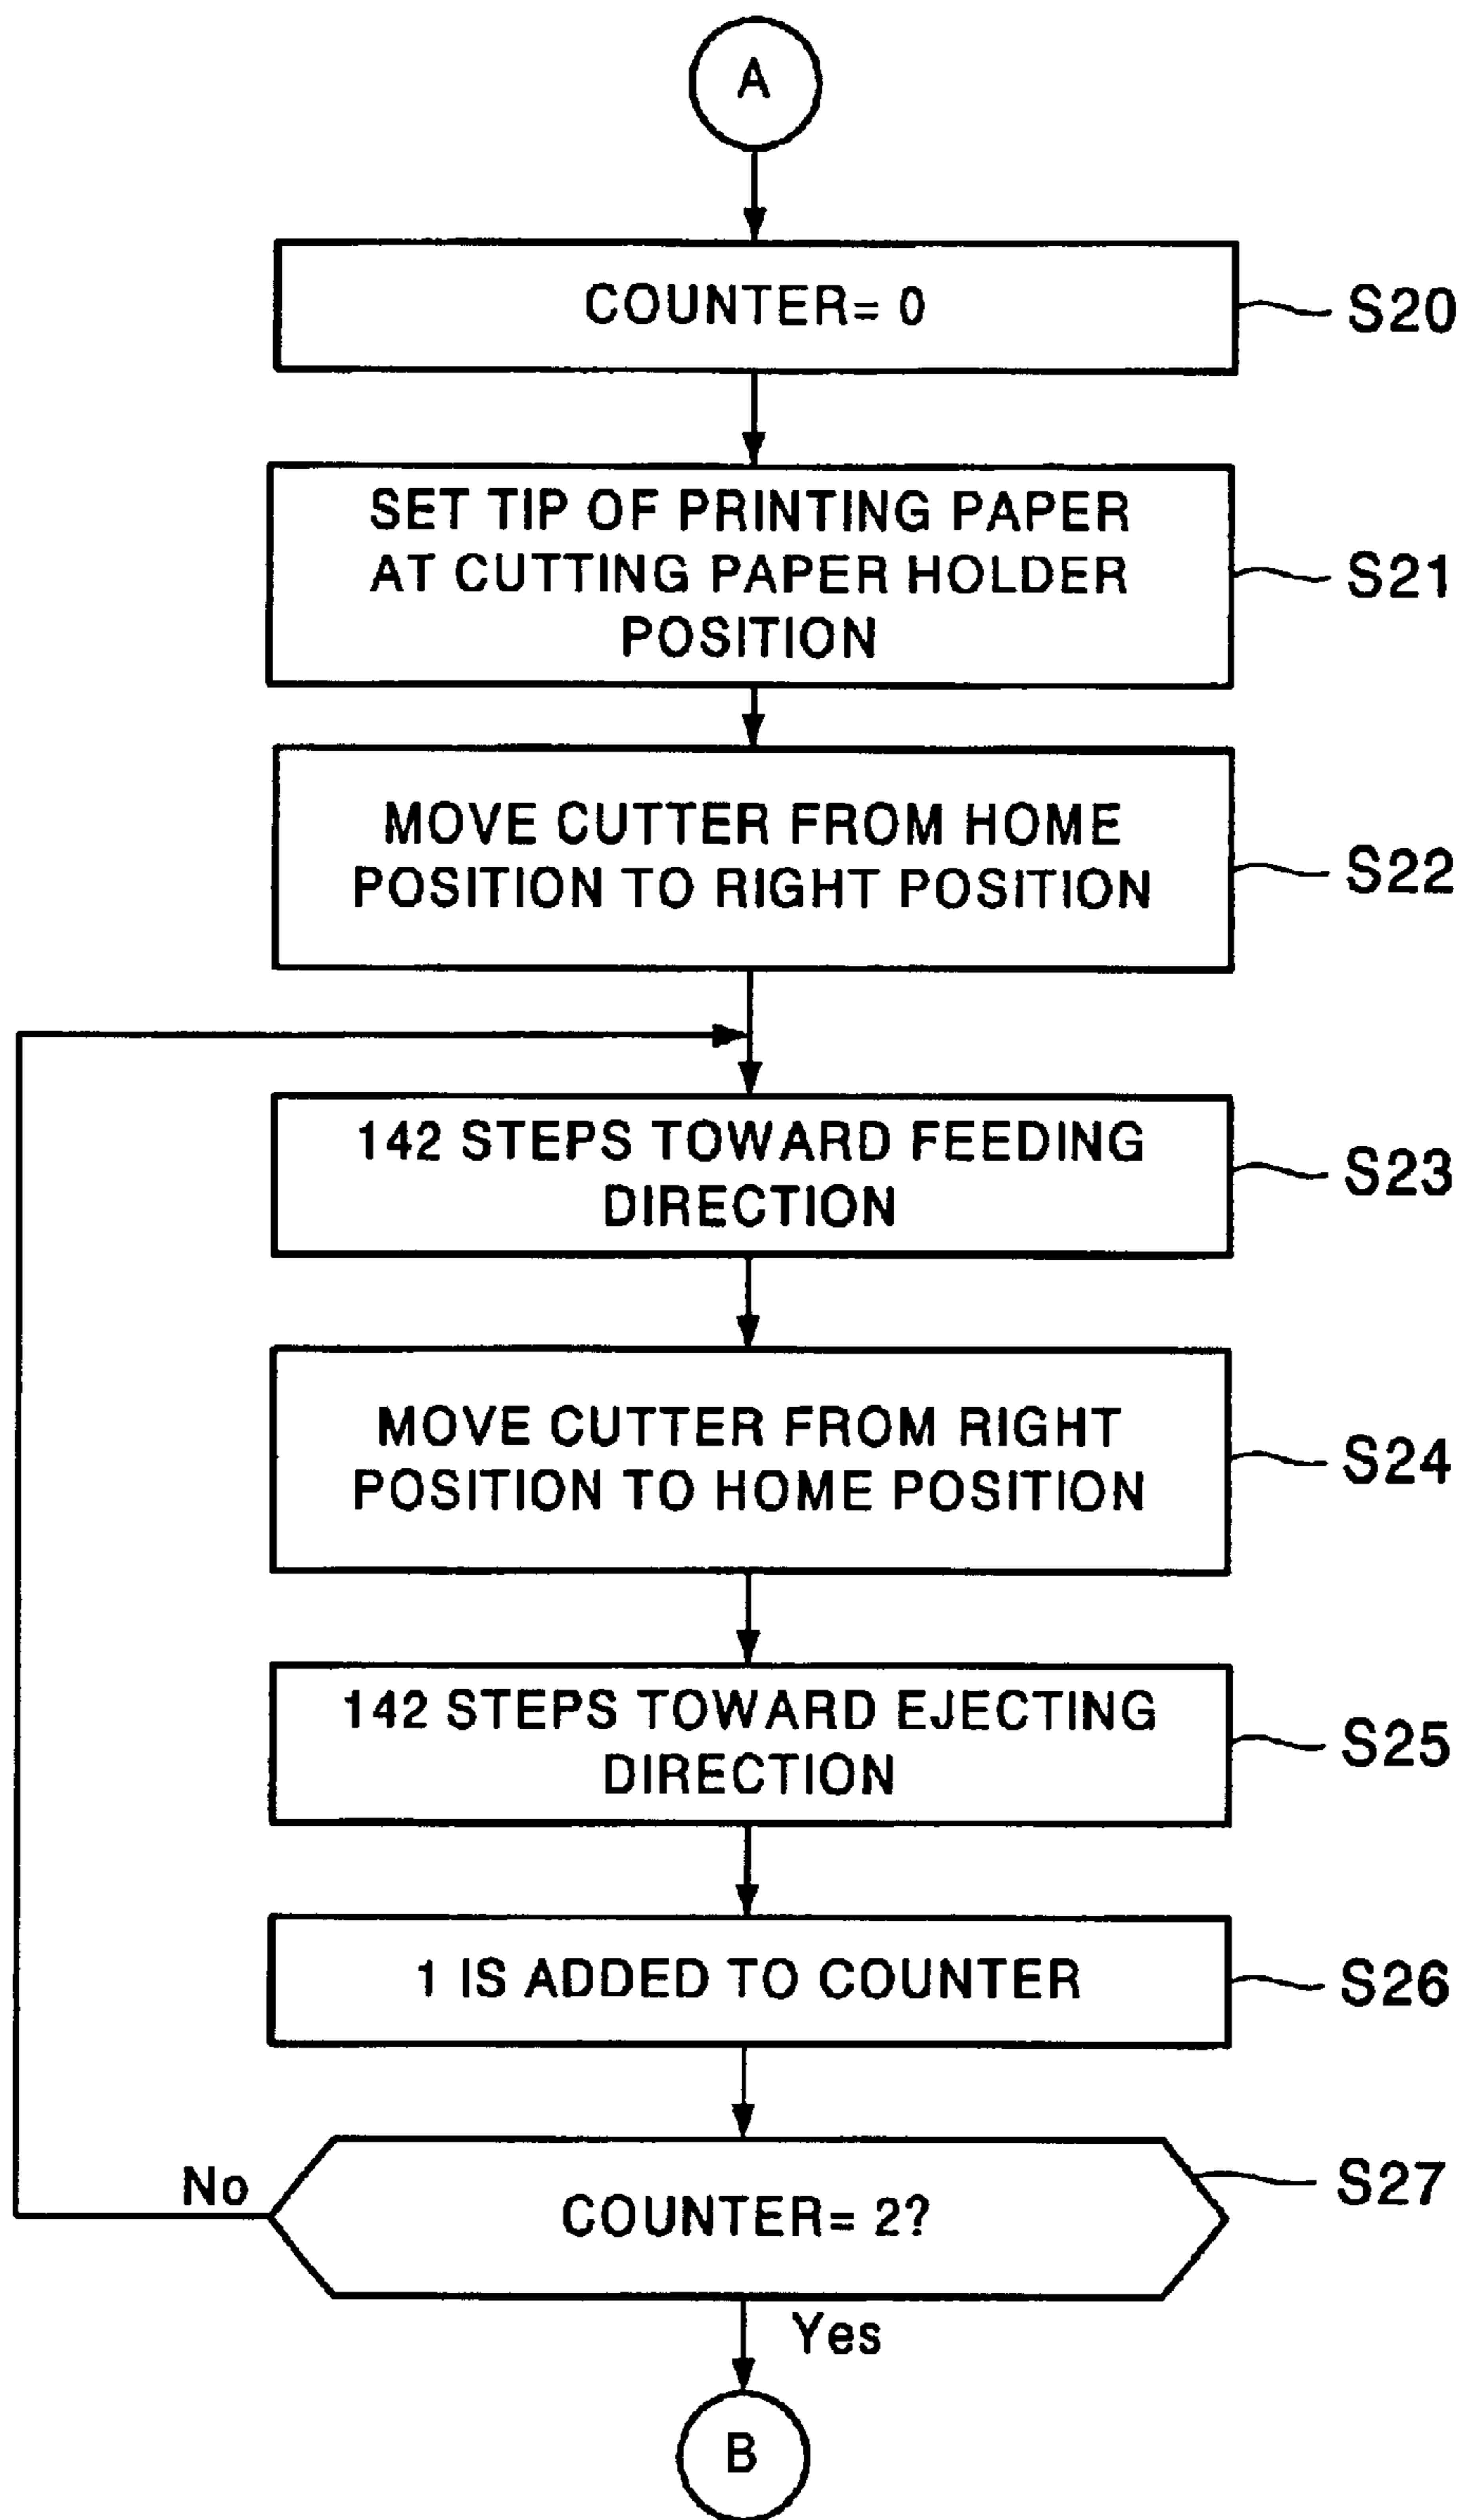 A
COUNTER= 0
S20
SET TIP OF PRINTING PAPER
AT CUTTING PAPER HOLDER
POSITION
S21
MOVE CUTTER FROM HOME
POSITION TO RIGHT POSITION
S22
142 STEPS TOWARD FEEDING
DIRECTION
S23
MOVE CUTTER FROM RIGHT
POSITION TO HOME POSITION
S24
142 STEPS TOWARD EJECTING
DIRECTION
S25
1 IS ADDED TO COUNTER
S26
No
COUNTER= 2?
S27
Yes
B